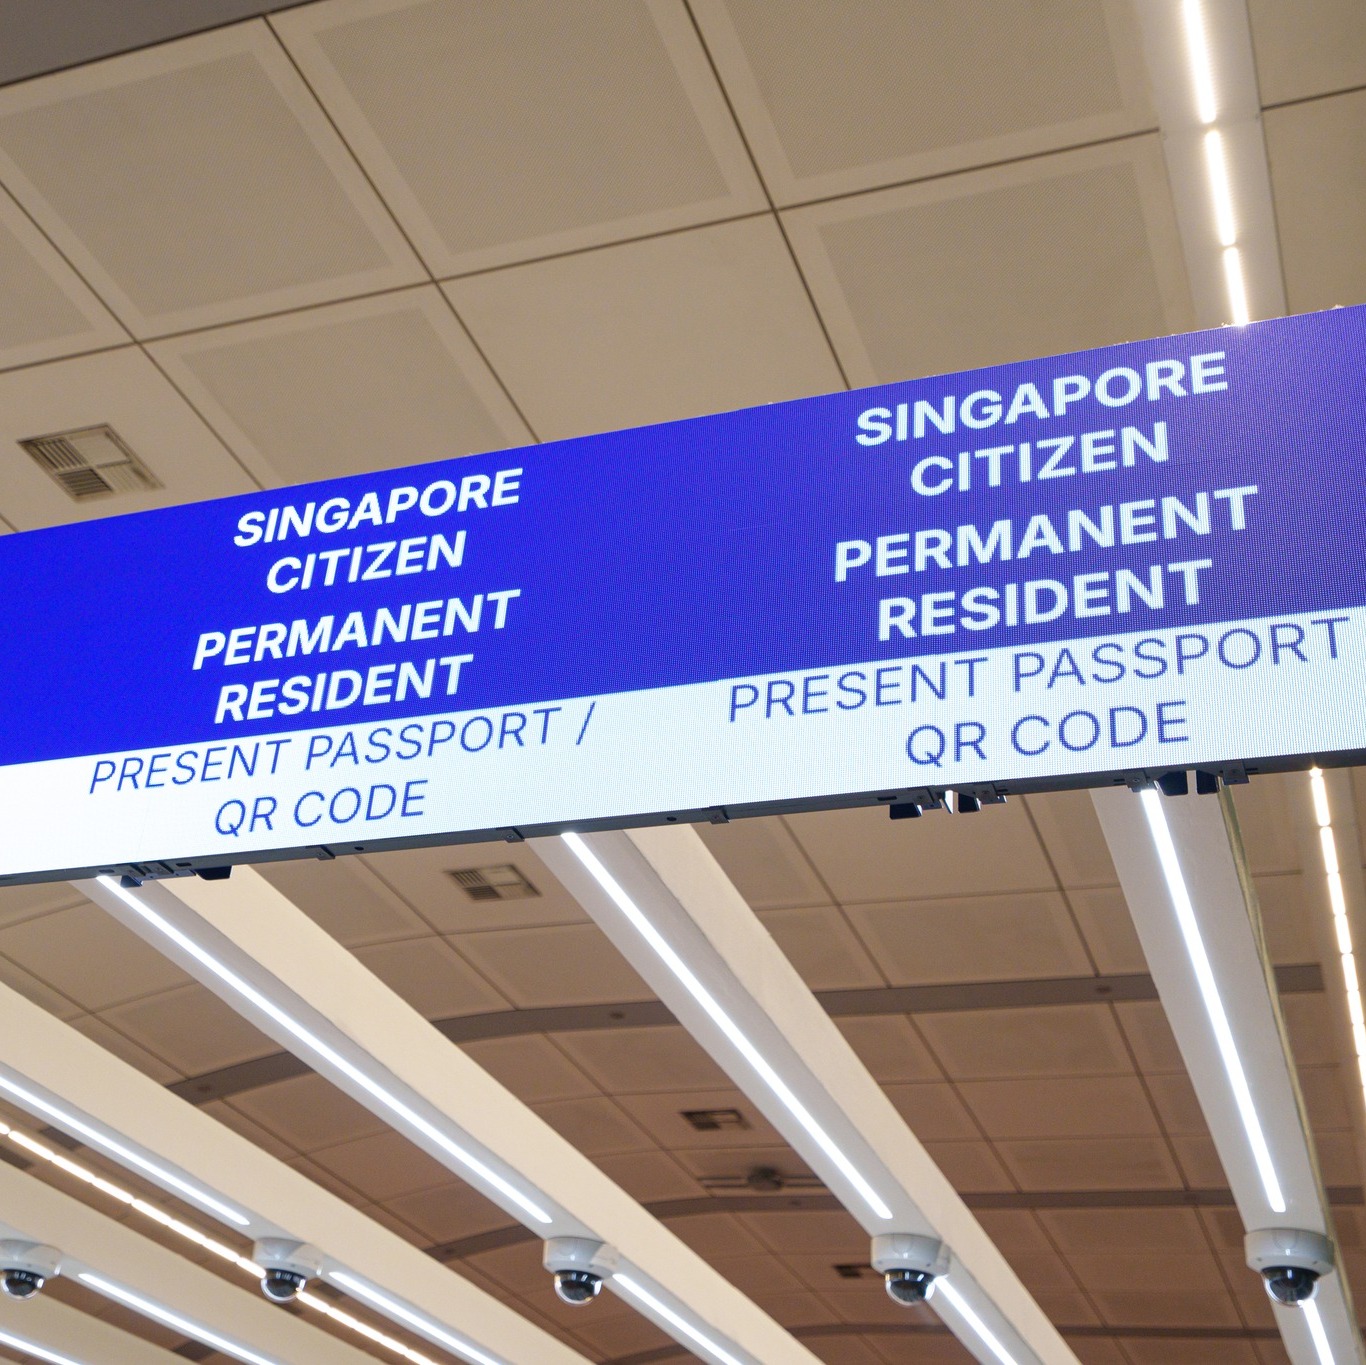 SINGAPORE
CITIZEN
PERMANENT
RESIDENT
PRESENT PASSPORT /
QR CODE
SINGAPORE
CITIZEN
PERMANENT
RESIDENT
PRESENT PASSPORT
QR CODE